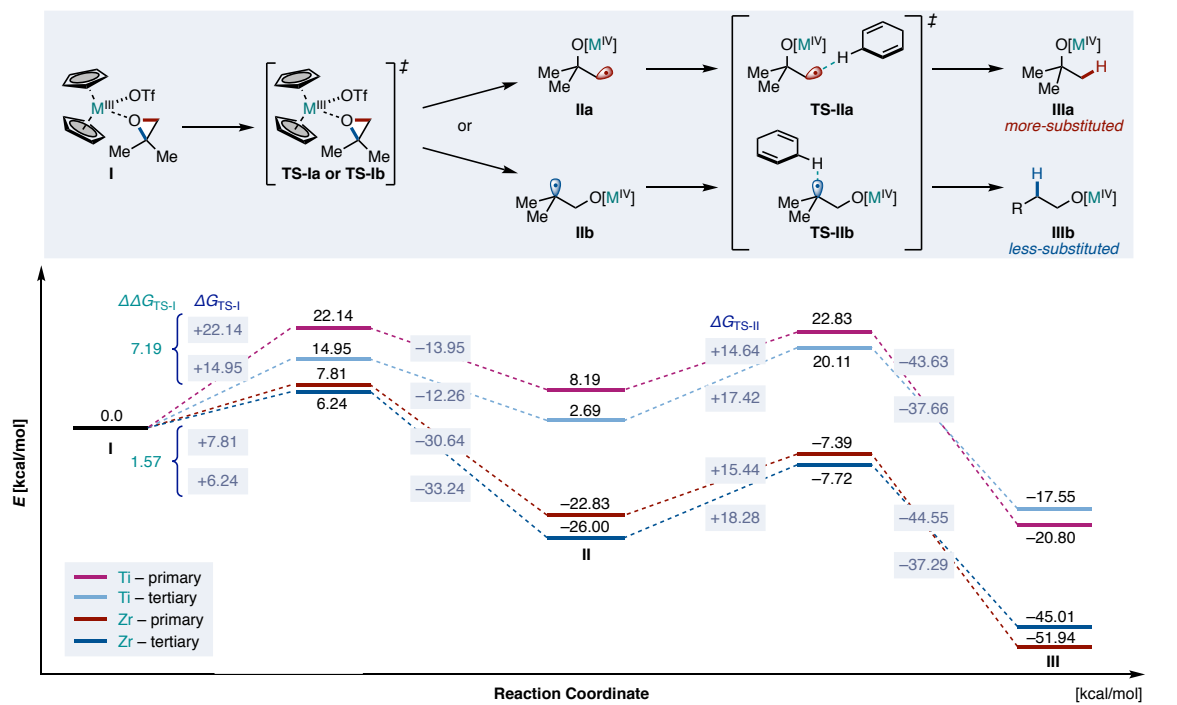 M^III
OTf
O
Me
Me
I
M^III
OTf
O
Me
Me
TS-Ia or TS-Ib
‡
or
O[M^IV]
Me
Me
IIa
Me
Me
O[M^IV]
IIb
O[M^IV]
H
Me
Me
TS-IIa
H
Me
Me
O[M^IV]
TS-IIb
‡
O[M^IV]
Me
Me
H
IIIa
more-substituted
H
R
O[M^IV]
IIIb
less-substituted
ΔΔG_TS-I
ΔG_TS-I
+22.14
7.19
+14.95
22.14
14.95
7.81
6.24
0.0
I
+7.81
1.57
+6.24
–13.95
–12.26
–30.64
–33.24
8.19
2.69
–22.83
–26.00
II
ΔG_TS-II
+14.64
+17.42
+15.44
+18.28
22.83
20.11
–7.39
–7.72
–43.63
–37.66
–44.55
–37.29
–17.55
–20.80
–45.01
–51.94
III
E [kcal/mol]
Ti – primary
Ti – tertiary
Zr – primary
Zr – tertiary
Reaction Coordinate
[kcal/mol]